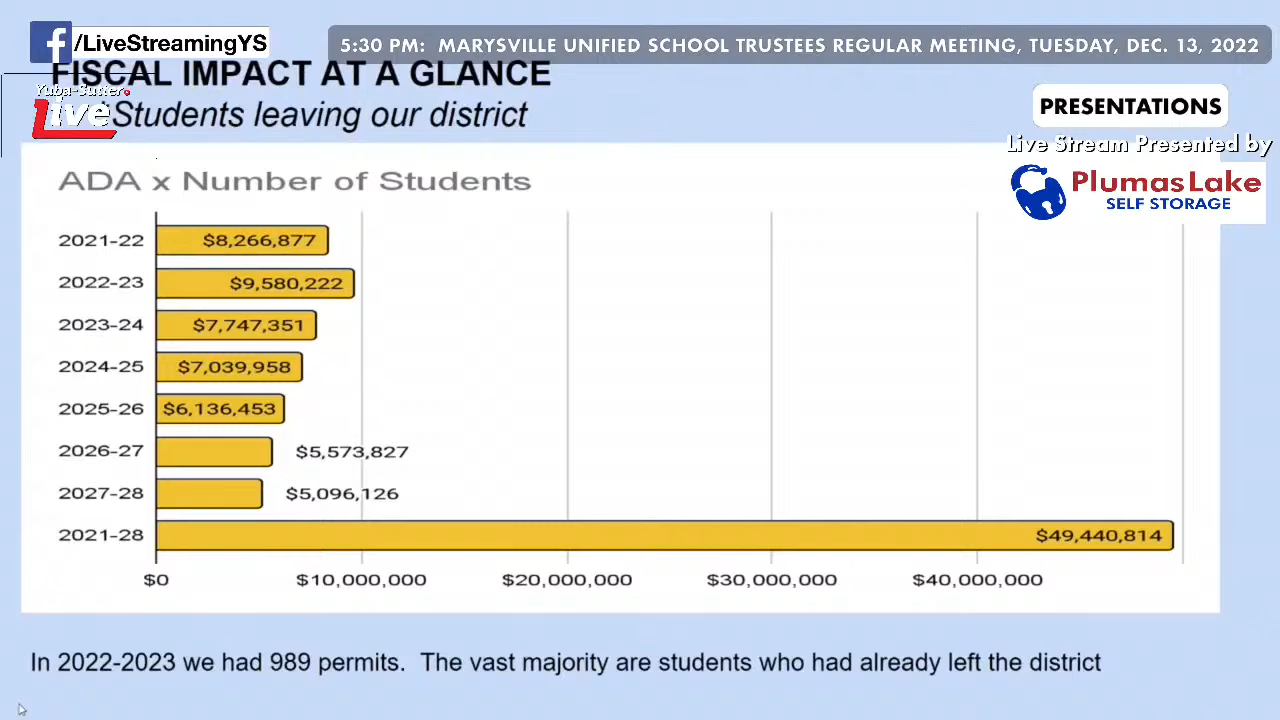 /LiveStreamingYS
5:30 PM: MARYSVILLE UNIFIED SCHOOL TRUSTEES REGULAR MEETING, TUESDAY, DEC. 13, 2022
FISCAL IMPACT AT A GLANCE
Yuba-Sutter
Live
*Students leaving our district
PRESENTATIONS
Live Stream Presented by
Plumas Lake
SELF STORAGE
ADA x Number of Students
2021-22 $8,266,877
2022-23 $9,580,222
2023-24 $7,747,351
2024-25 $7,039,958
2025-26 $6,136,453
2026-27 $5,573,827
2027-28 $5,096,126
2021-28 $49,440,814
$0 $10,000,000 $20,000,000 $30,000,000 $40,000,000
In 2022-2023 we had 989 permits. The vast majority are students who had already left the district